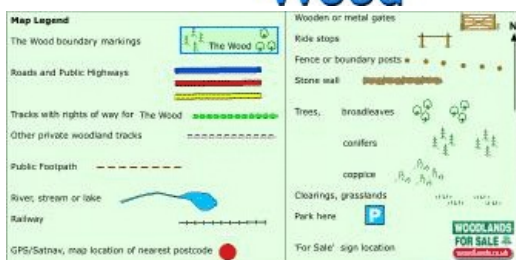 Wood
Map Legend
The Wood boundary markings
The Wood
Roads and Public Highways
Tracks with rights of way for The Wood
Other private woodland tracks
Public Footpath
River, stream or lake
Railway
GPS/Satnav, map location of nearest postcode
Wooden or metal gates
N
Ride stops
Fence or boundary posts
Stone wall
Trees, broadleaves
conifers
coppice
Clearings, grasslands
Park here
P
'For Sale' sign location
WOODLANDS
FOR SALE
woodlands.co.uk